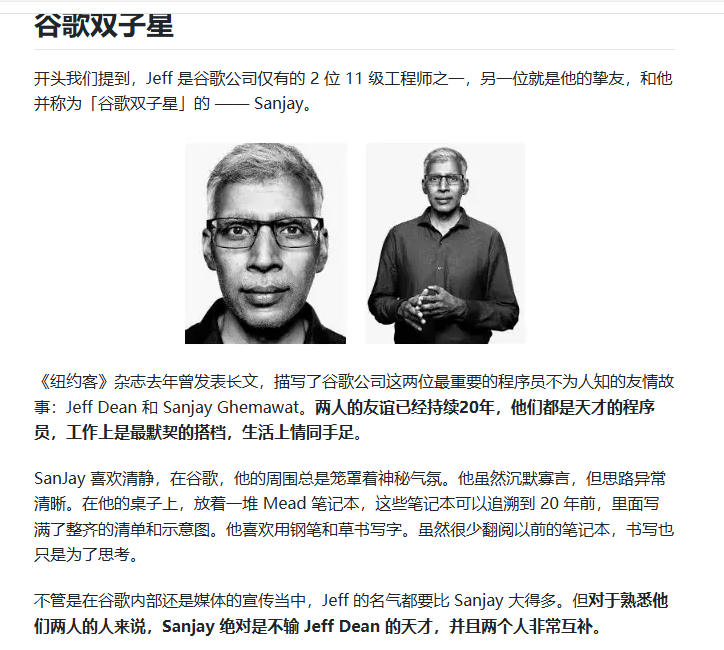 谷歌双子星
开头我们提到，Jeff 是谷歌公司仅有的 2 位 11 级工程师之一，另一位就是他的挚友，和他
并称为「谷歌双子星」的 —— Sanjay。
《纽约客》杂志去年曾发表长文，描写了谷歌公司这两位最重要的程序员不为人知的友情故
事：Jeff Dean 和 Sanjay Ghemawat。两人的友谊已经持续20年，他们都是天才的程序
员，工作上是最默契的搭档，生活上情同手足。
SanJay 喜欢清静，在谷歌，他的周围总是笼罩着神秘气氛。他虽然沉默寡言，但思路异常
清晰。在他的桌子上，放着一堆 Mead 笔记本，这些笔记本可以追溯到 20 年前，里面写
满了整齐的清单和示意图。他喜欢用钢笔和草书写字。虽然很少翻阅以前的笔记本，书写也
只是为了思考。
不管是在谷歌内部还是媒体的宣传当中，Jeff 的名气都要比 Sanjay 大得多。但对于熟悉他
们两人的人来说，Sanjay 绝对是不输 Jeff Dean 的天才，并且两个人非常互补。